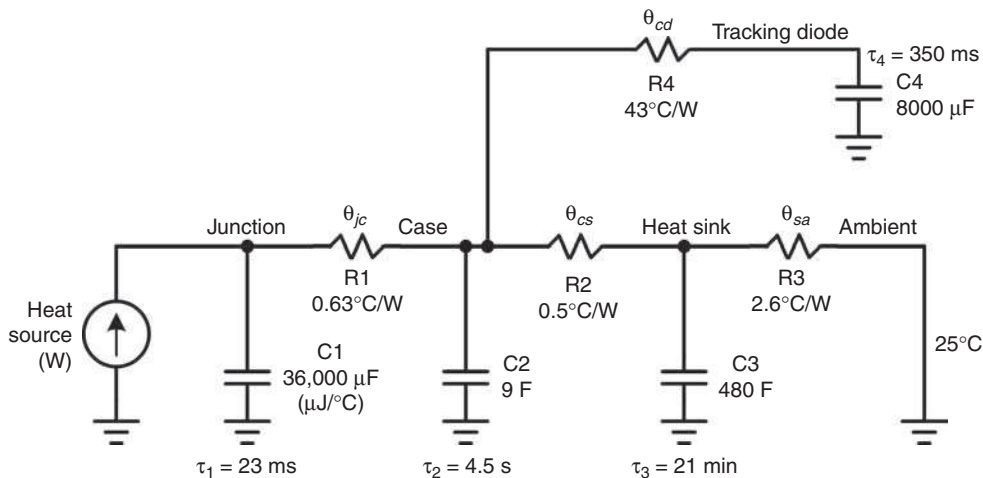 θcd
Tracking diode
R4
43°C/W
τ4 = 350 ms
C4
8000 μF
Junction
θjc
Case
θcs
Heat sink
θsa
Ambient
R1
0.63°C/W
R2
0.5°C/W
R3
2.6°C/W
Heat
source
(W)
C1
36,000 μF
(μJ/°C)
C2
9 F
C3
480 F
25°C
τ1 = 23 ms
τ2 = 4.5 s
τ3 = 21 min